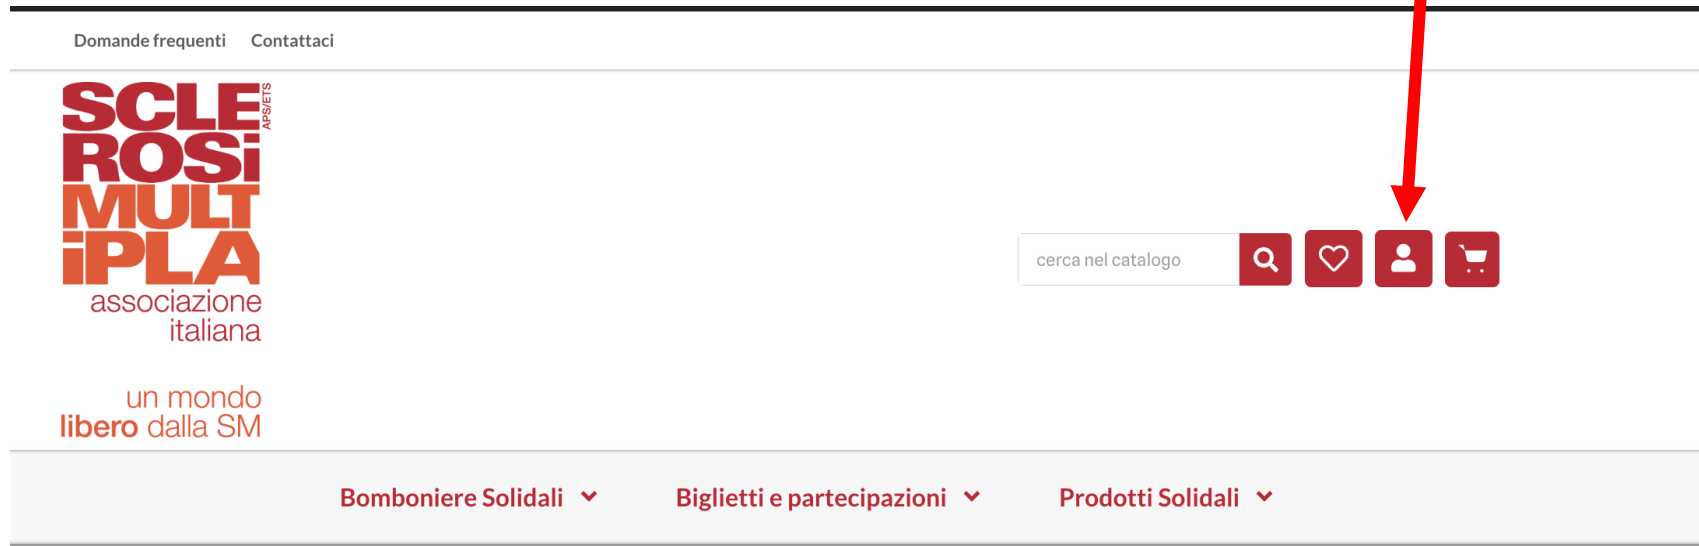 Domande frequenti Contattaci
SCLE
ROSi
MULT
iPLA
APS/ETS
associazione
italiana
un mondo
libero dalla SM
cerca nel catalogo
Bomboniere Solidali Biglietti e partecipazioni Prodotti Solidali